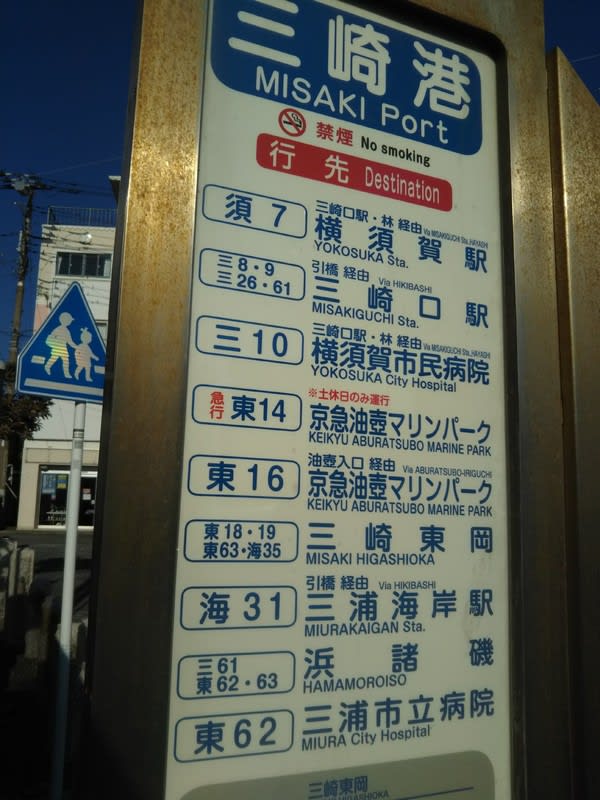 三崎港
MISAKI Port
禁煙 No smoking
行先 Destination
須7
三崎口駅・林 経由 Via MISAKIGUCHI Sta, HAYASHI
横須賀駅
YOKOSUKA Sta.
三8・9
三26・61
引橋 経由 Via HIKIBASHI
三崎口駅
MISAKIGUCHI Sta.
三10
三崎口駅・林 経由 Via MISAKIGUCHI Sta, HAYASHI
横須賀市民病院
YOKOSUKA City Hospital
急行 東14
※土休日のみ運行
京急油壺マリンパーク
KEIKYU ABURATSUBO MARINE PARK
東16
油壺入口 経由 Via ABURATSUBO-IRIGUCHI
京急油壺マリンパーク
KEIKYU ABURATSUBO MARINE PARK
東18・19
東63・海35
三崎東岡
MISAKI HIGASHIOKA
海31
引橋 経由 Via HIKIBASHI
三浦海岸駅
MIURAKAIGAN Sta.
三61
東62・63
浜諸磯
HAMAMOROISO
東62
三浦市立病院
MIURA City Hospital
三崎東岡